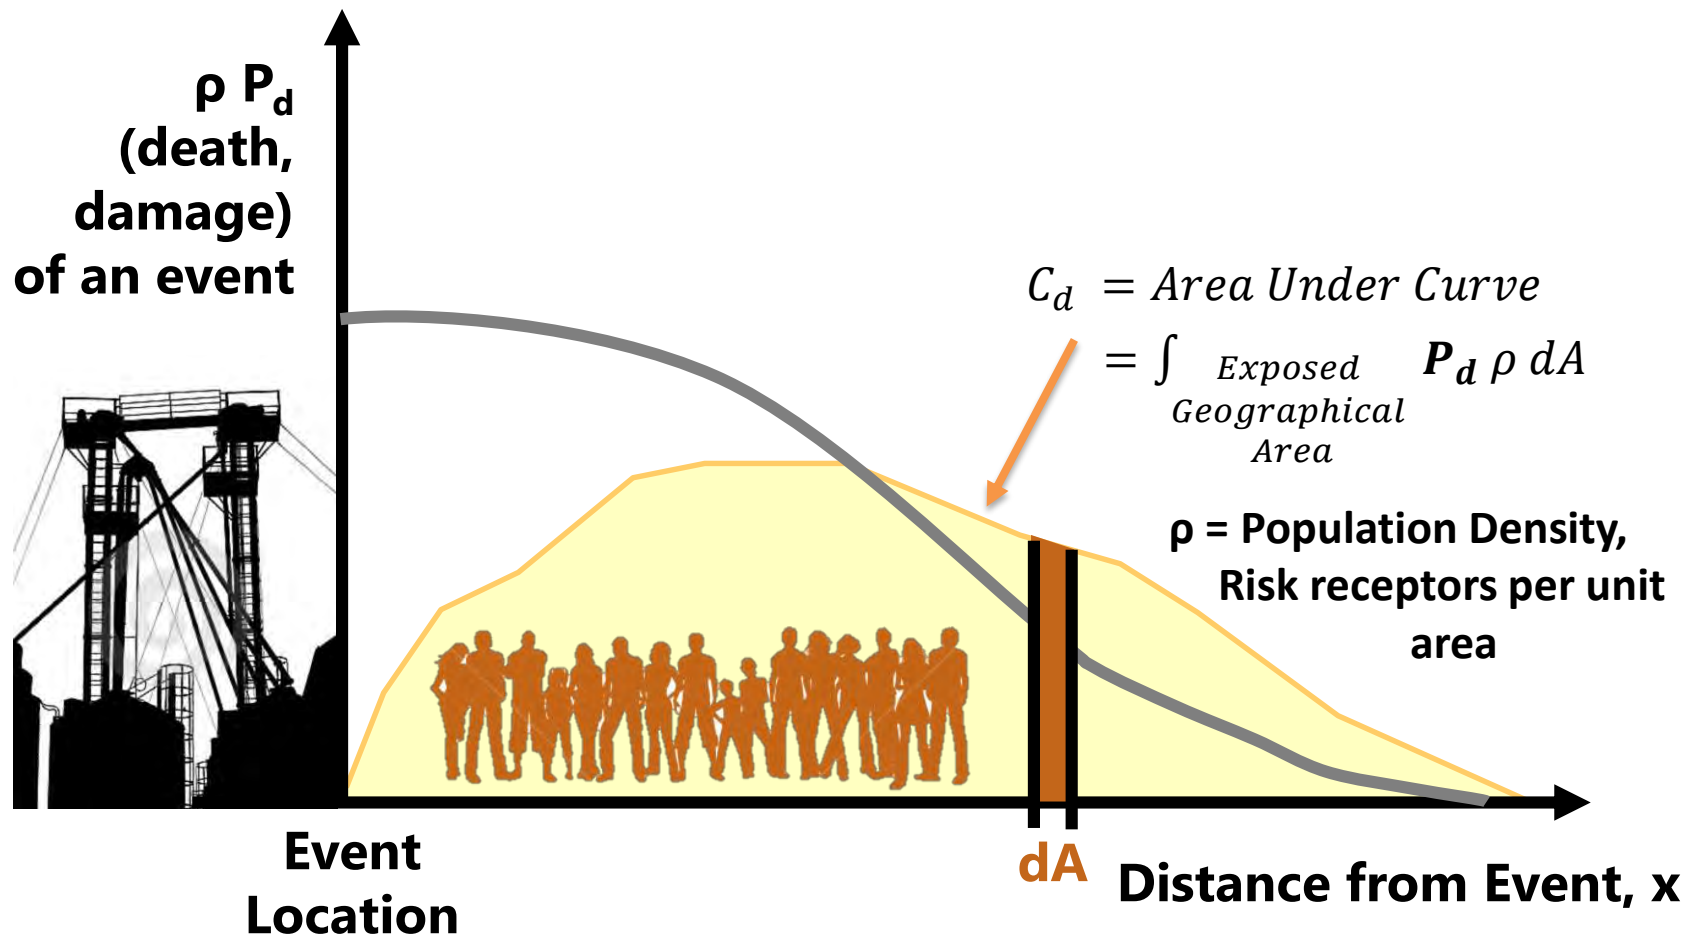 ρ P_d
(death,
damage)
of an event
C_d = Area Under Curve
= ∫ Exposed Geographical Area P_d ρ dA
ρ = Population Density,
Risk receptors per unit
area
Event
Location
dA
Distance from Event, x